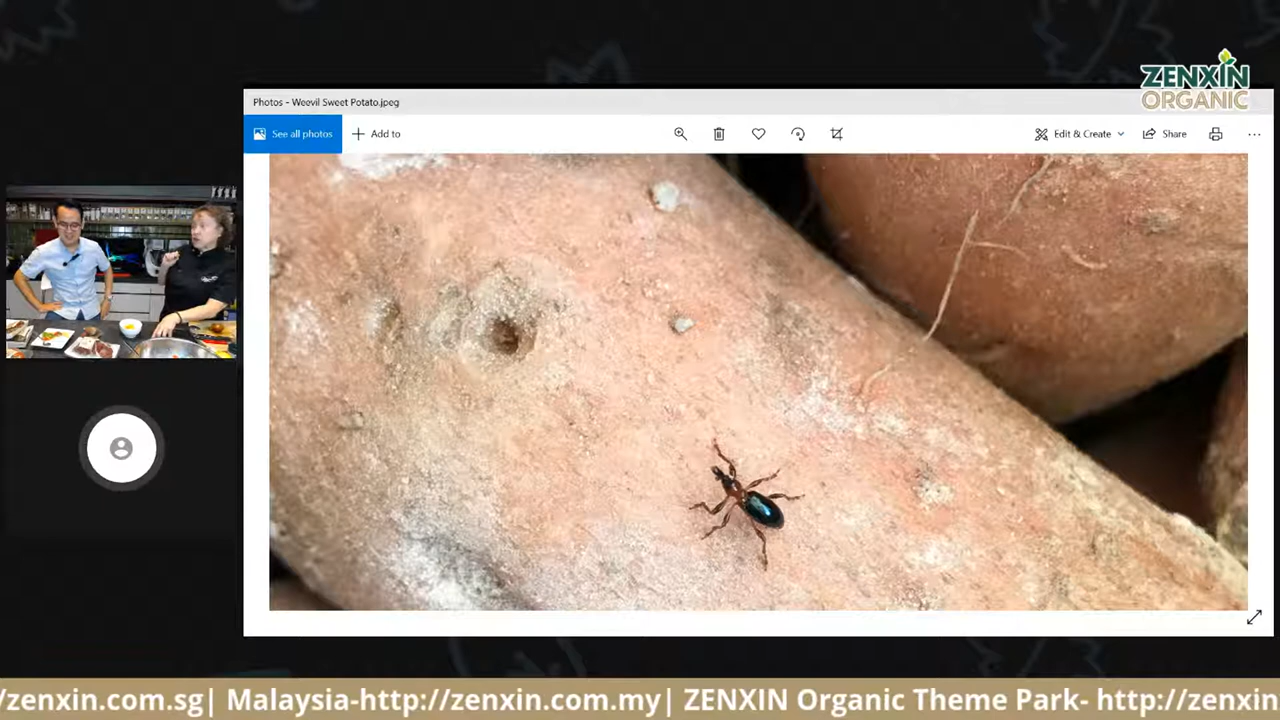 ZENXIN
ORGANIC
Photos - Weevil Sweet Potato.jpeg
See all photos
Add to
Edit & Create
Share
/zenxin.com.sg| Malaysia-http://zenxin.com.my| ZENXIN Organic Theme Park- http://zenxin